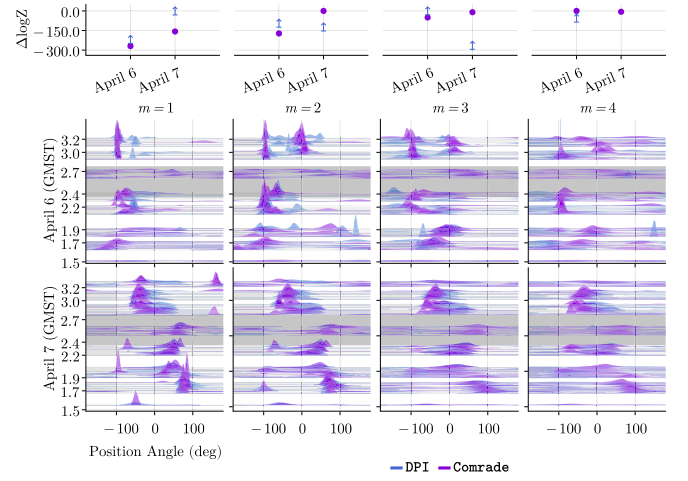 ΔlogZ
0.0
−150.0
−300.0
April 6
April 7
April 6
April 7
April 6
April 7
April 6
April 7
m = 1
m = 2
m = 3
m = 4
April 6 (GMST)
3.2
3.0
2.7
2.4
2.2
1.9
1.7
1.5
April 7 (GMST)
3.2
3.0
2.7
2.4
2.2
1.9
1.7
1.5
−100 0 100
−100 0 100
−100 0 100
−100 0 100
Position Angle (deg)
DPI
Comrade